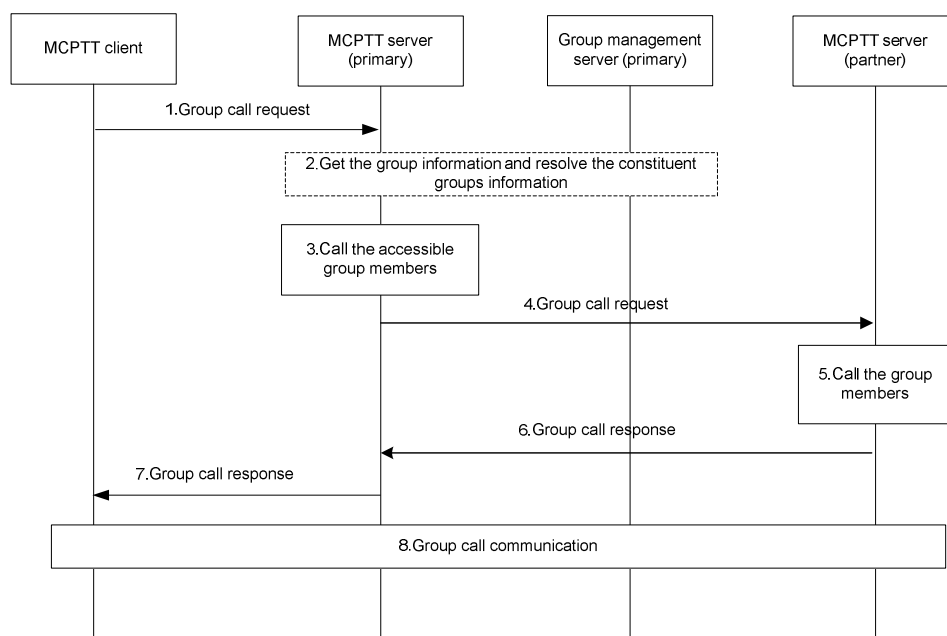 MCPTT client
MCPTT server
(primary)
Group management
server (primary)
MCPTT server
(partner)
1.Group call request
2.Get the group information and resolve the constituent
groups information
3.Call the accessible
group members
4.Group call request
5.Call the group
members
6.Group call response
7.Group call response
8.Group call communication